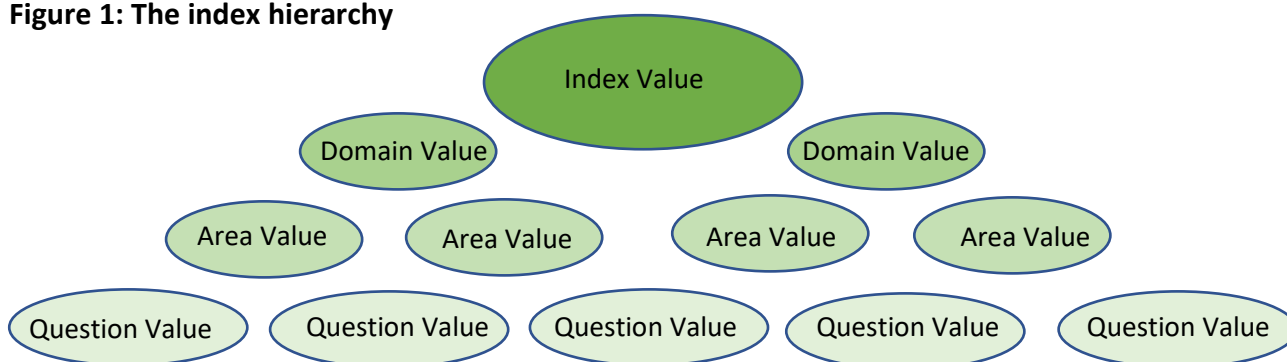 Figure 1: The index hierarchy
Index Value
Domain Value Domain Value
Area Value Area Value Area Value Area Value
Question Value Question Value Question Value Question Value Question Value